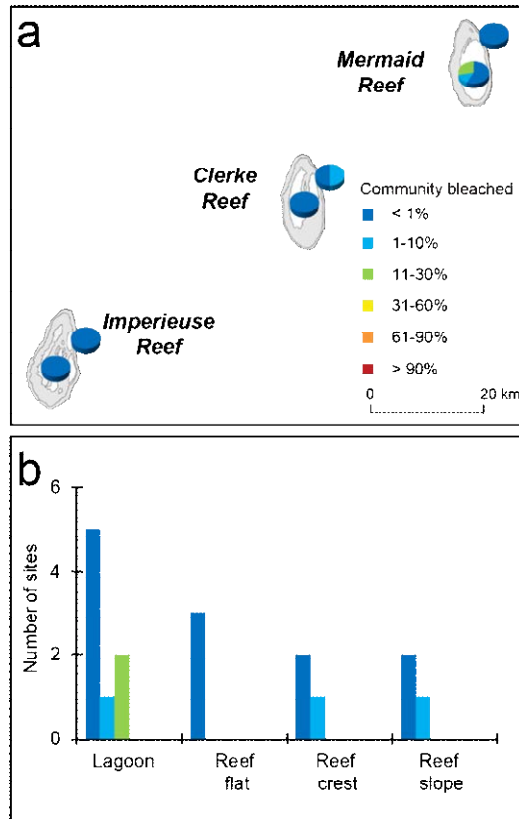 a
Mermaid
Reef
Clerke
Reef
Community bleached
< 1%
1-10%
11-30%
31-60%
61-90%
> 90%
Imperieuse
Reef
0 20 km
b
Number of sites
6
4
2
0
Lagoon
Reef
flat
Reef
crest
Reef
slope